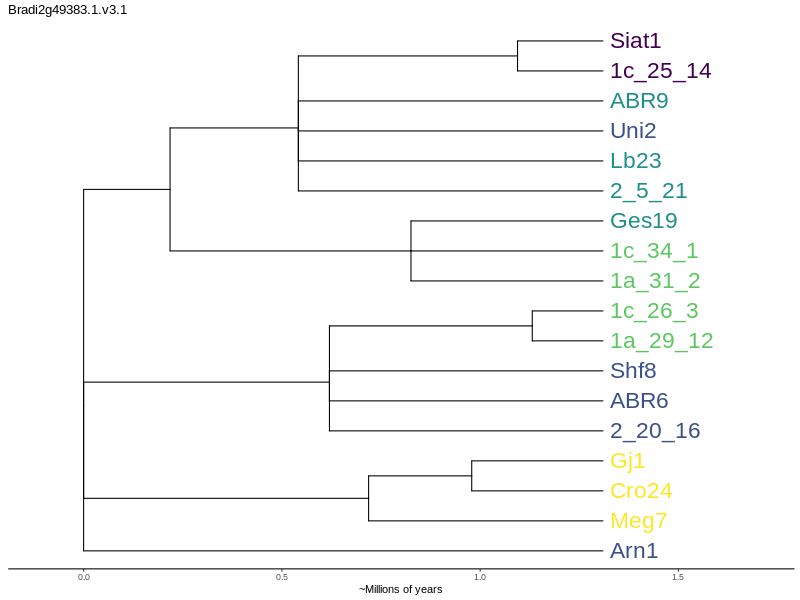 Bradi2g49383.1.v3.1
Siat1
1c_25_14
ABR9
Uni2
Lb23
2_5_21
Ges19
1c_34_1
1a_31_2
1c_26_3
1a_29_12
Shf8
ABR6
2_20_16
Gj1
Cro24
Meg7
Arn1
0.0 0.5 1.0 1.5
~Millions of years